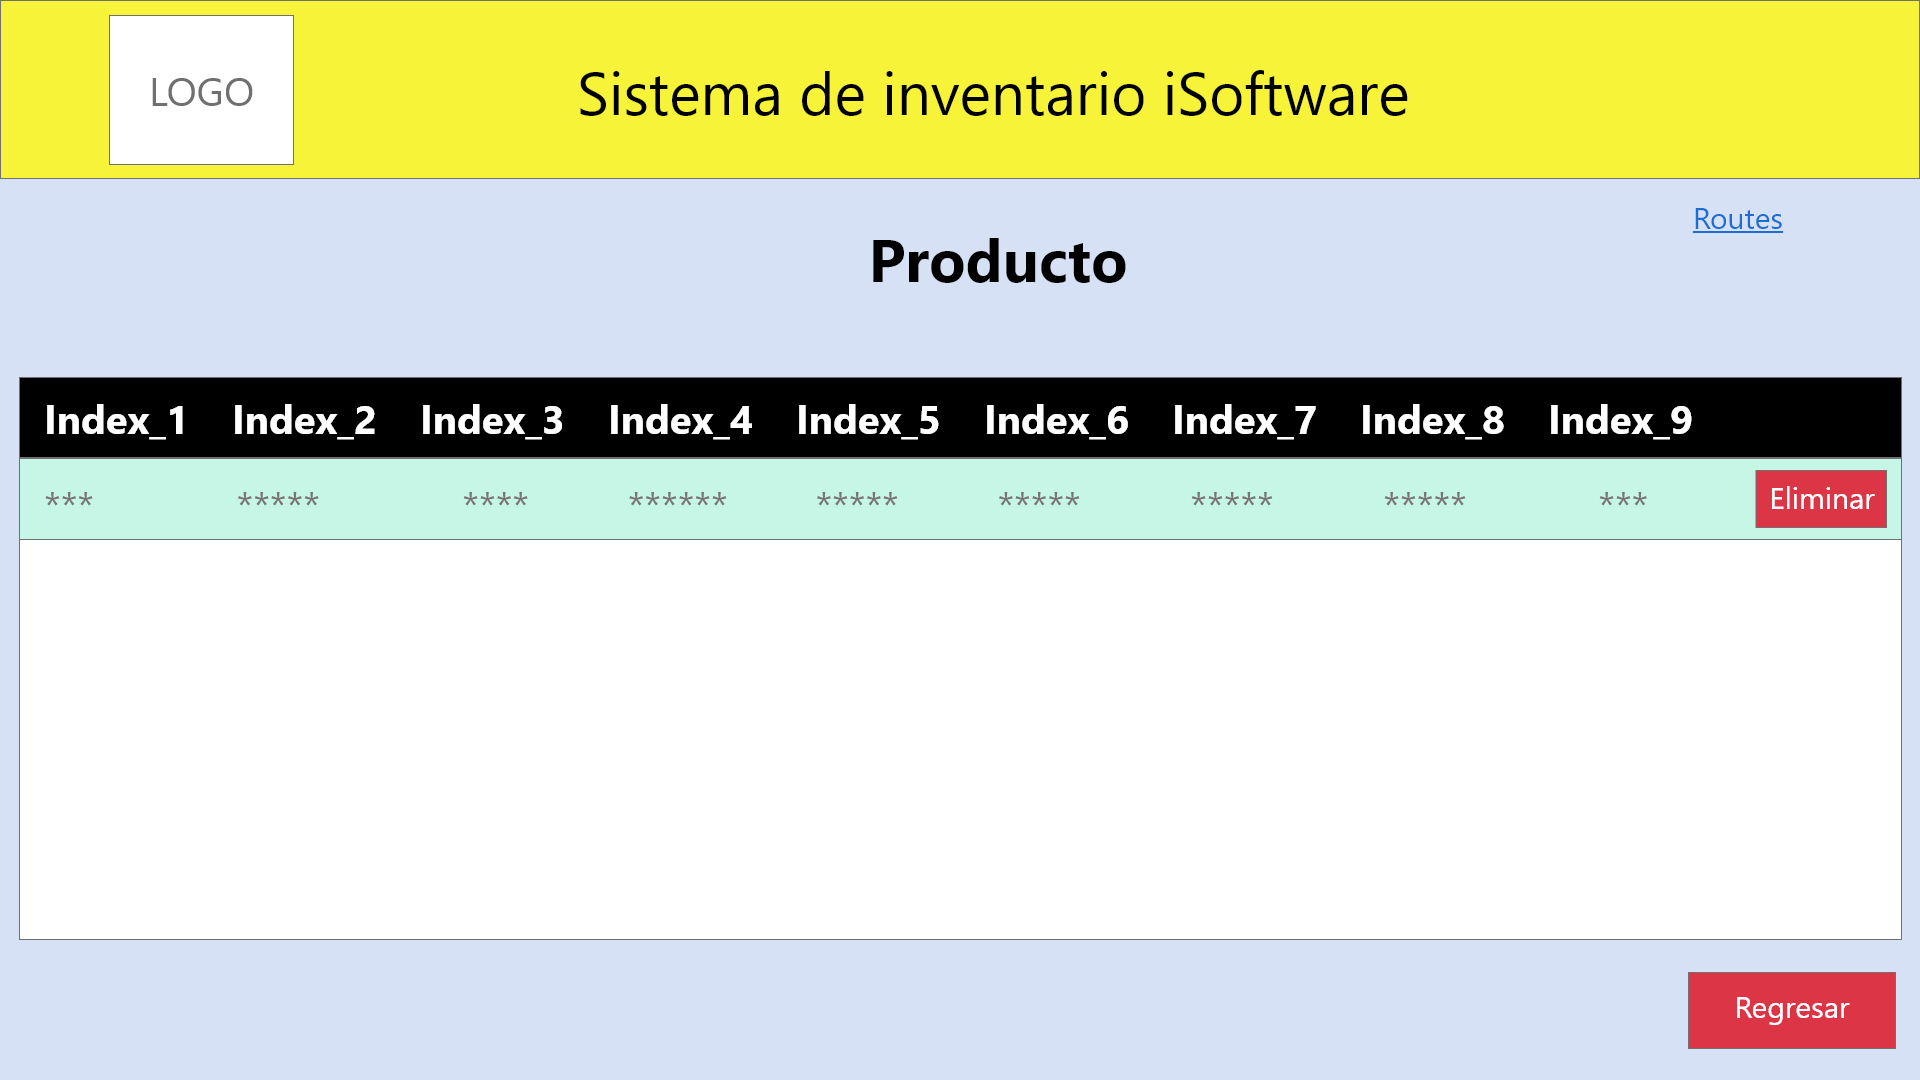 LOGO
Sistema de inventario iSoftware
Routes
Producto
Index_1 Index_2 Index_3 Index_4 Index_5 Index_6 Index_7 Index_8 Index_9
*** ***** **** ****** ***** ***** ***** ***** *** Eliminar
Regresar